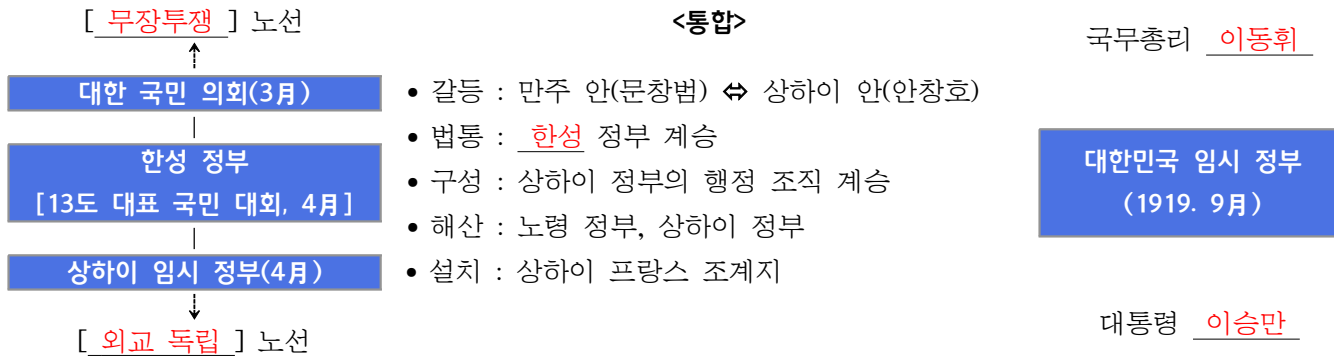 [ 무장투쟁 ] 노선
대한 국민 의회(3月)
한성 정부
[13도 대표 국민 대회, 4月]
상하이 임시 정부(4月)
[ 외교 독립 ] 노선
<통합>
• 갈등 : 만주 안(문창범) ⇔ 상하이 안(안창호)
• 법통 : 한성 정부 계승
• 구성 : 상하이 정부의 행정 조직 계승
• 해산 : 노령 정부, 상하이 정부
• 설치 : 상하이 프랑스 조계지
국무총리 이동휘
대한민국 임시 정부
(1919. 9月)
대통령 이승만